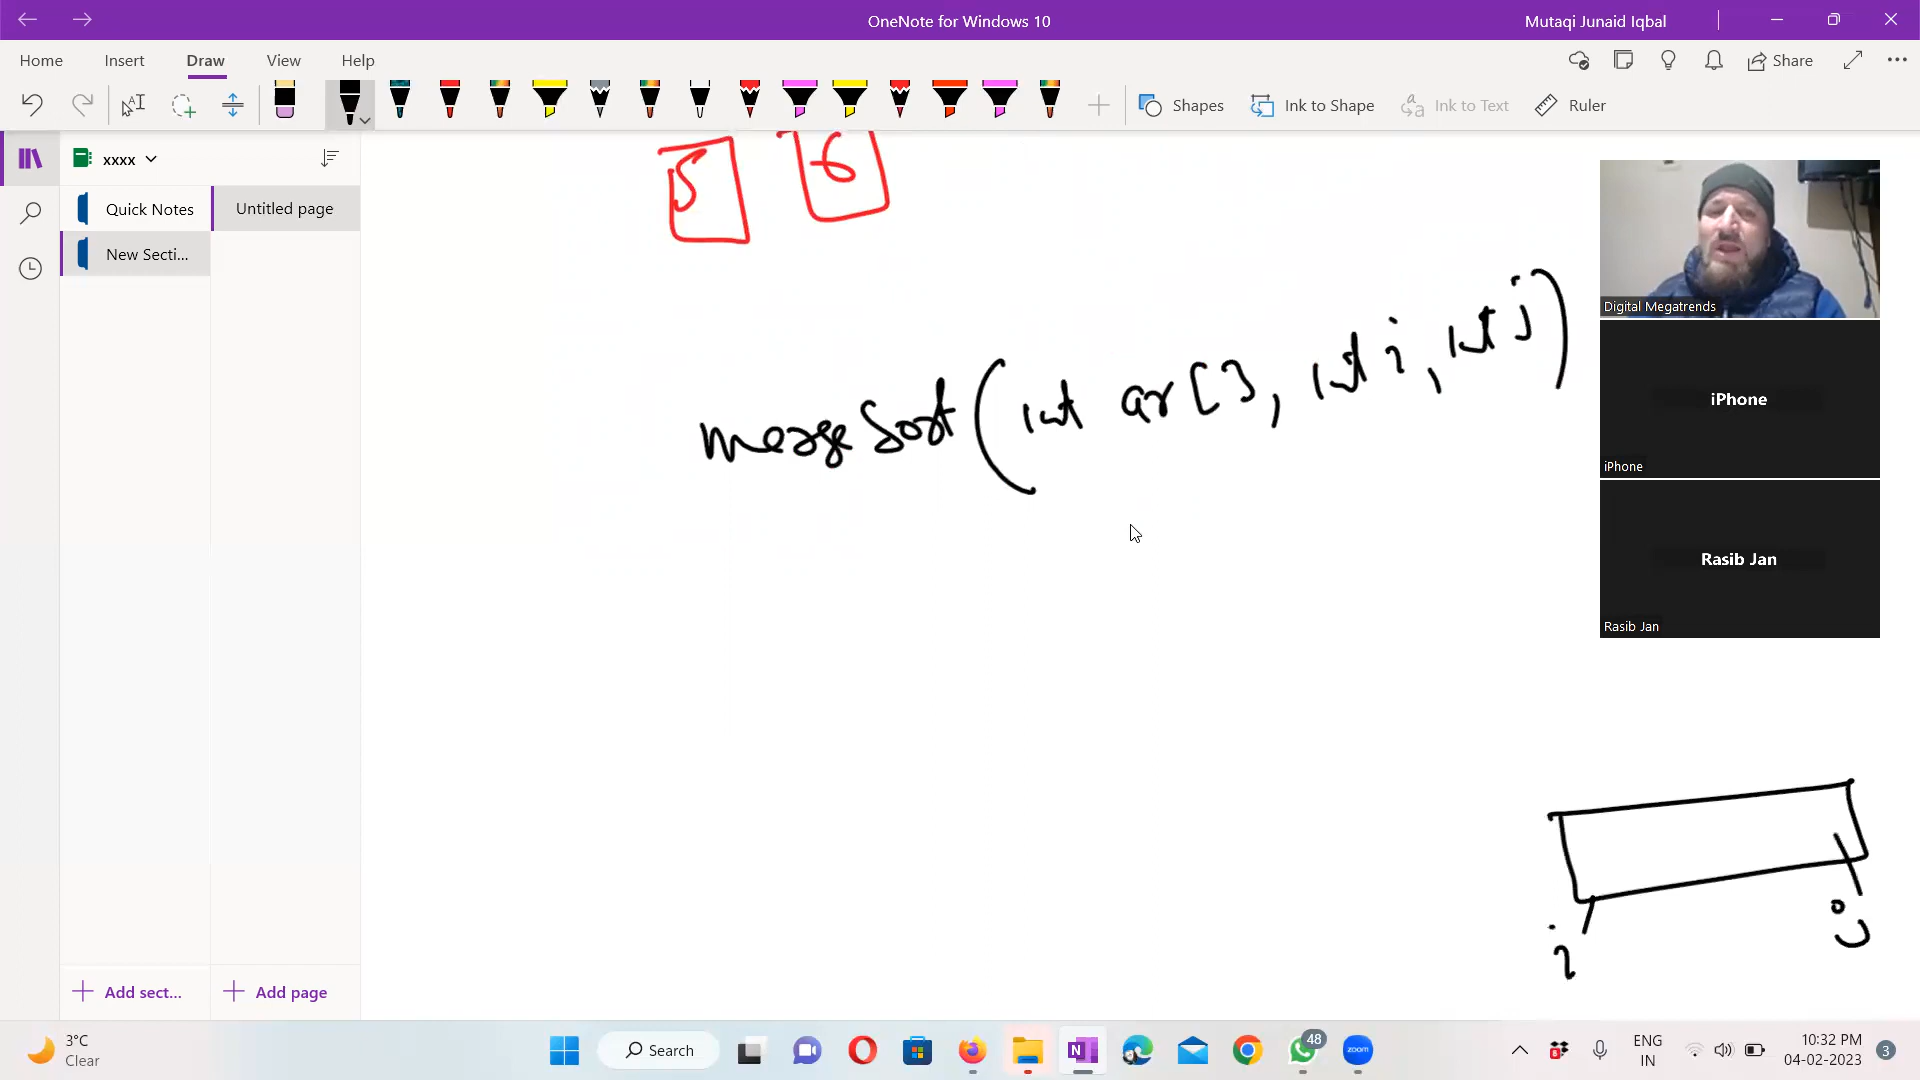 OneNote for Windows 10
Mutaqi Junaid Iqbal
Home Insert Draw View Help
Share
Shapes Ink to Shape Ink to Text Ruler
xxxx
Quick Notes
Untitled page
New Secti...
5 6
mergeSort(int ar[], int i, int j)
Digital Megatrends
iPhone
iPhone
Rasib Jan
Rasib Jan
i j
Add sect...
Add page
3°C
Clear
Search
N
48
zoom
8
ENG
IN
10:32 PM
04-02-2023
3